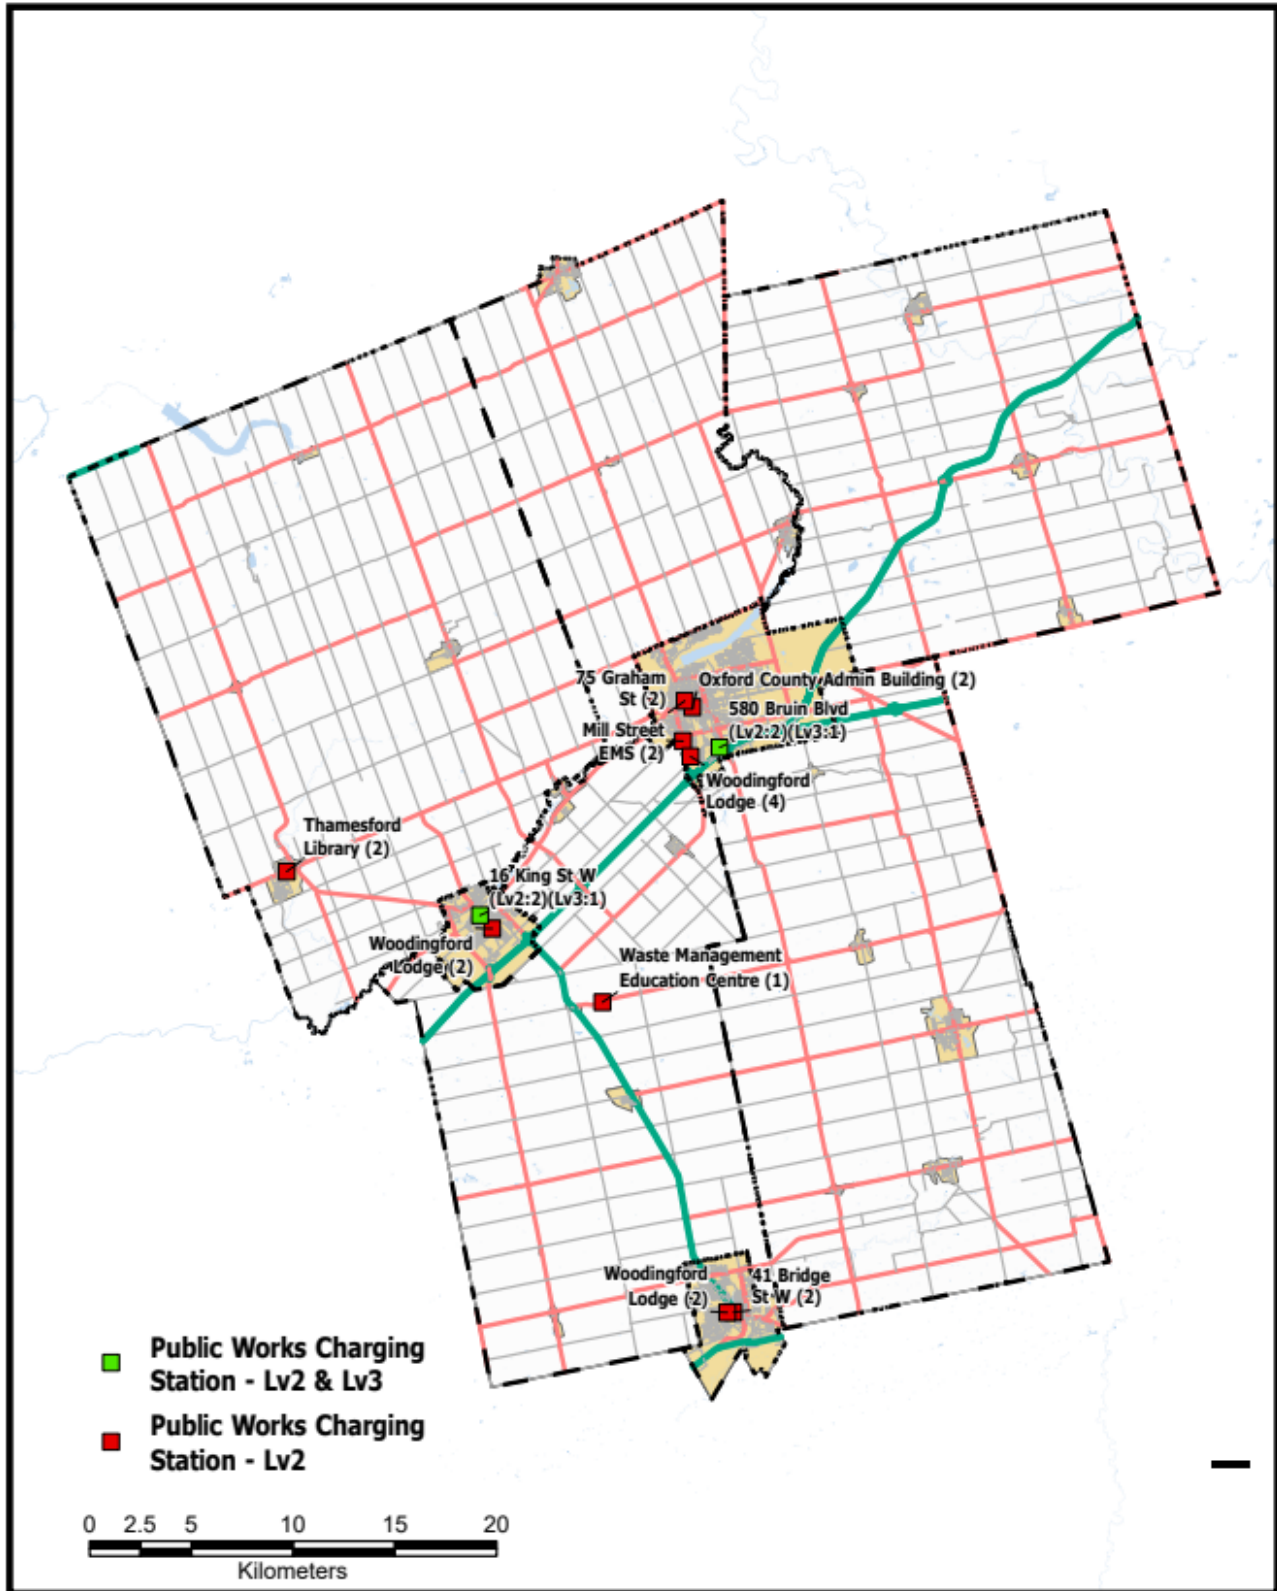 75 Graham
St (2)
Oxford County Admin Building (2)
580 Bruin Blvd
(Lv2:2)(Lv3:1)
Mill Street
EMS (2)
Woodingford
Lodge (4)
Thamesford
Library (2)
16 King St W
(Lv2:2)(Lv3:1)
Woodingford
Lodge (2)
Waste Management
Education Centre (1)
Woodingford
Lodge (2)
41 Bridge
St W (2)
Public Works Charging
Station - Lv2 & Lv3
Public Works Charging
Station - Lv2
0 2.5 5 10 15 20
Kilometers